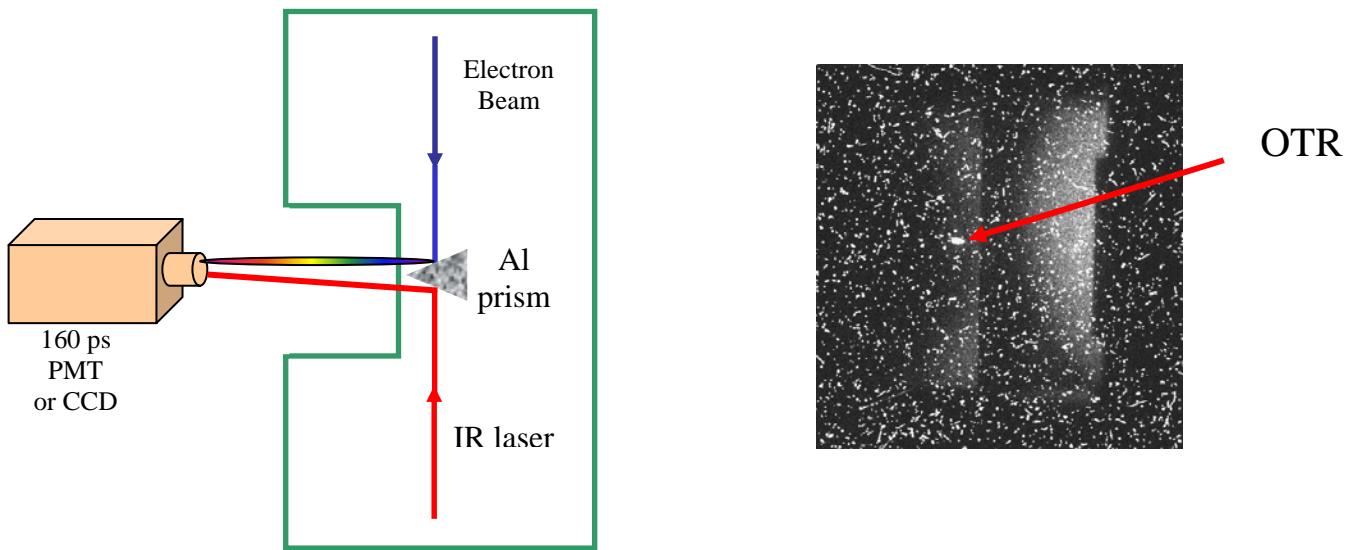 Electron
Beam
Al
prism
160 ps
PMT
or CCD
IR laser
OTR